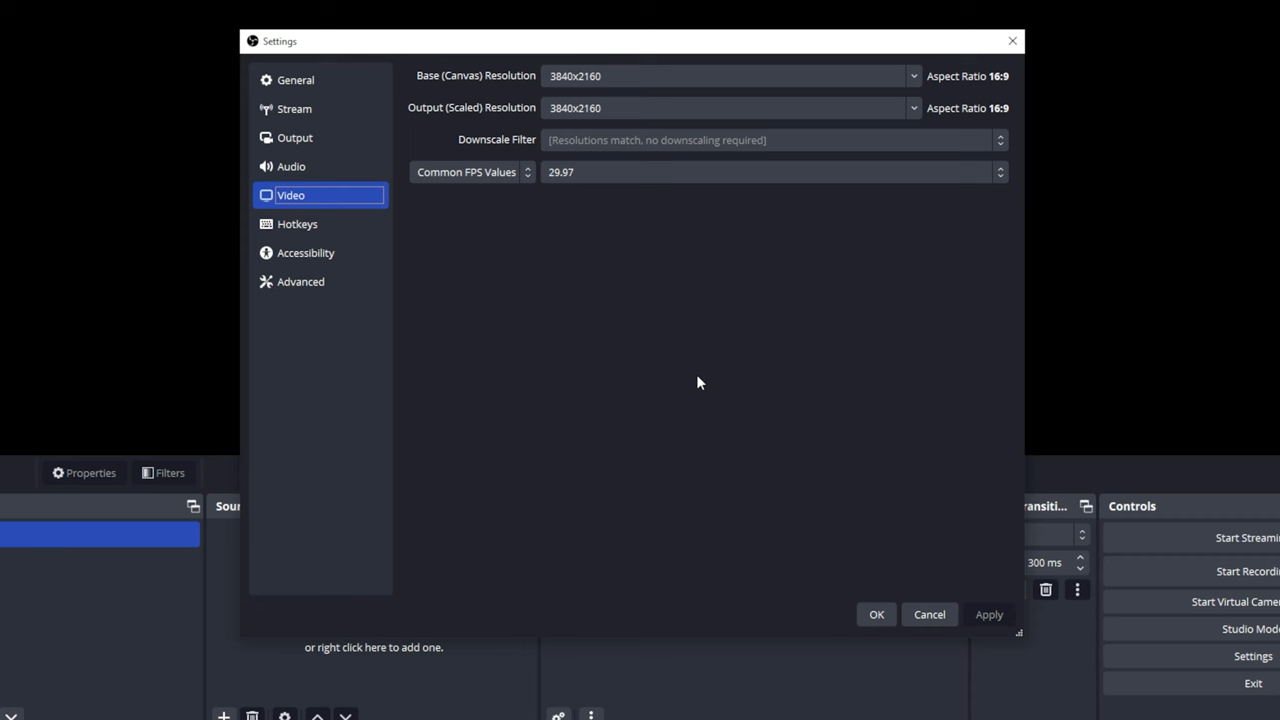 Settings
General
Stream
Output
Audio
Video
Hotkeys
Accessibility
Advanced
Base (Canvas) Resolution 3840x2160 Aspect Ratio 16:9
Output (Scaled) Resolution 3840x2160 Aspect Ratio 16:9
Downscale Filter [Resolutions match, no downscaling required]
Common FPS Values 29.97
OK Cancel Apply
Properties Filters
Sour
ransiti...
300 ms
or right click here to add one.
Controls
Start Streami
Start Recordi
Start Virtual Came
Studio Mod
Settings
Exit